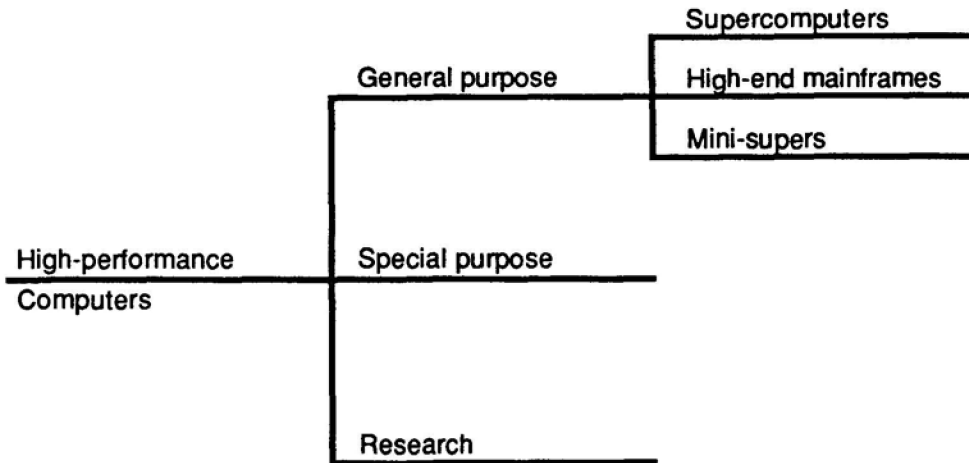 Supercomputers
General purpose
High-end mainframes
Mini-supers
High-performance
Computers
Special purpose
Research